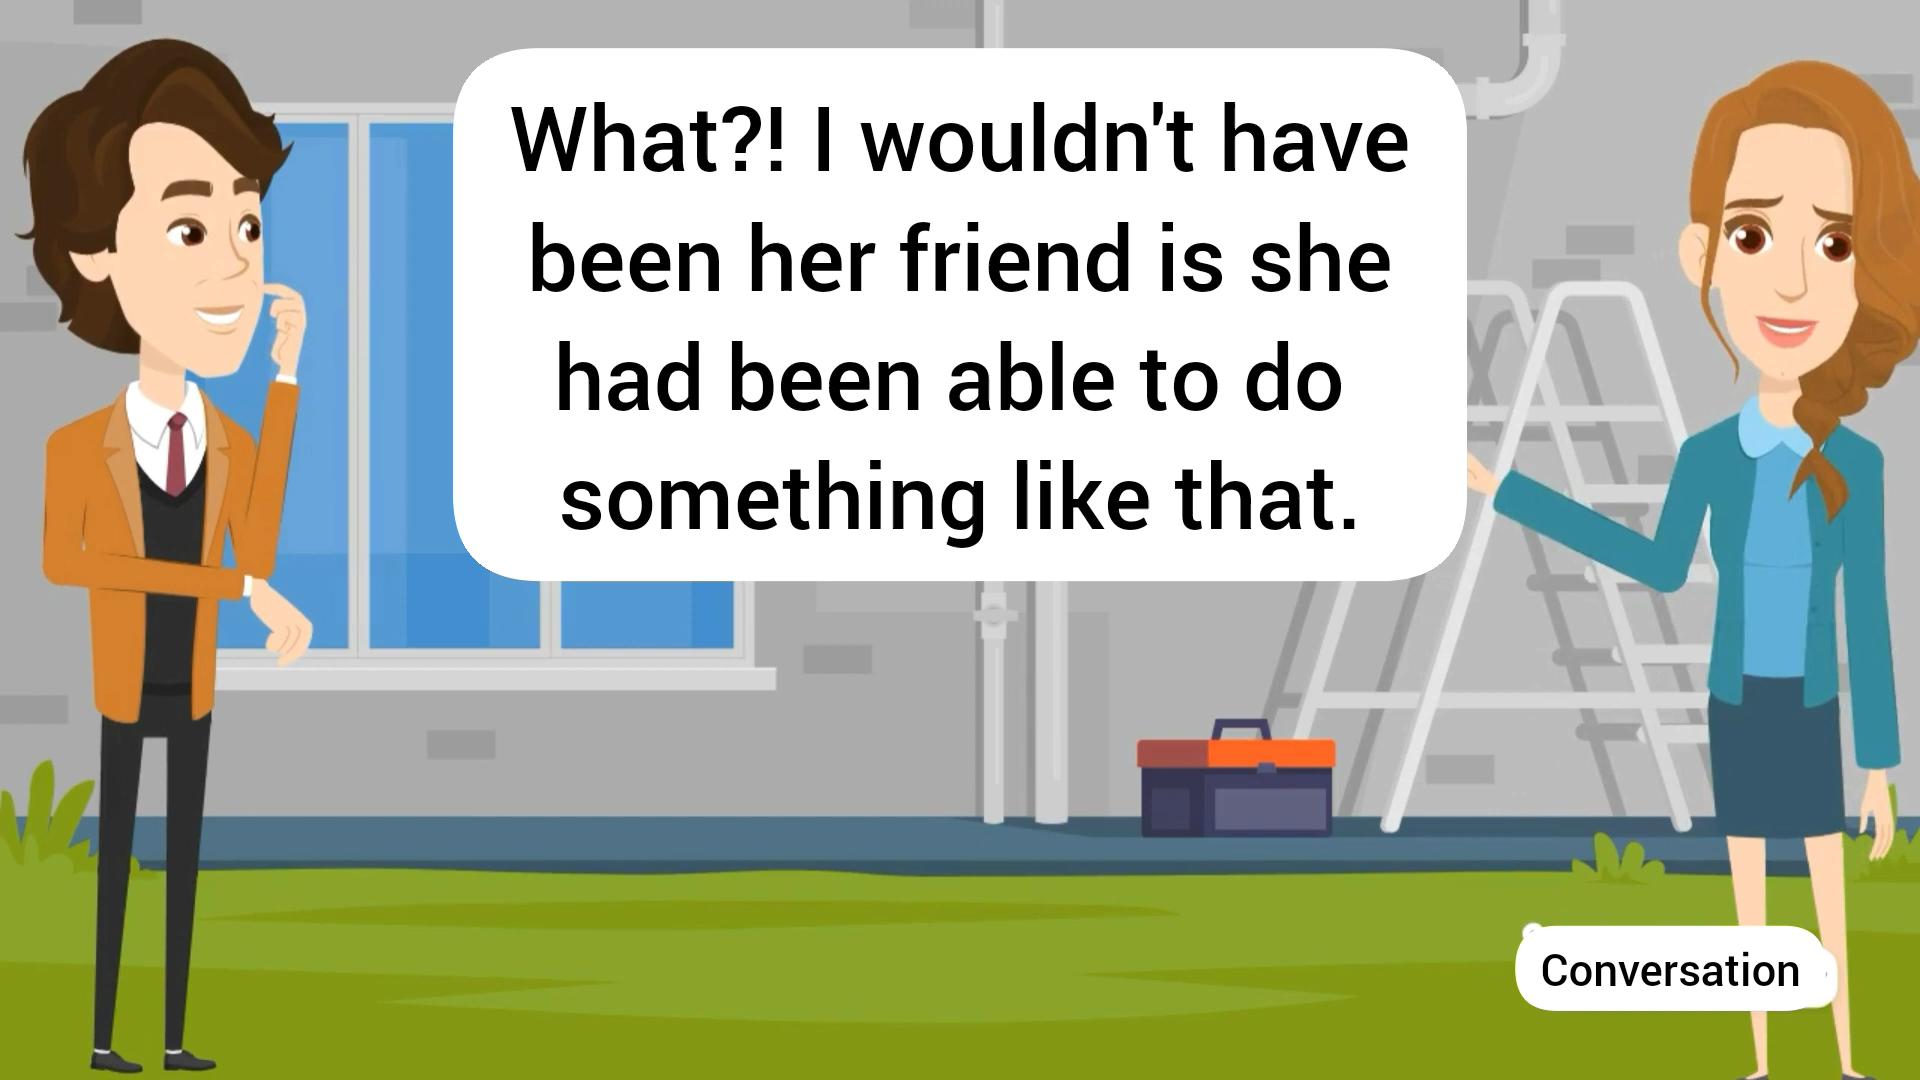 What?! I wouldn't have
been her friend is she
had been able to do
something like that.
Conversation